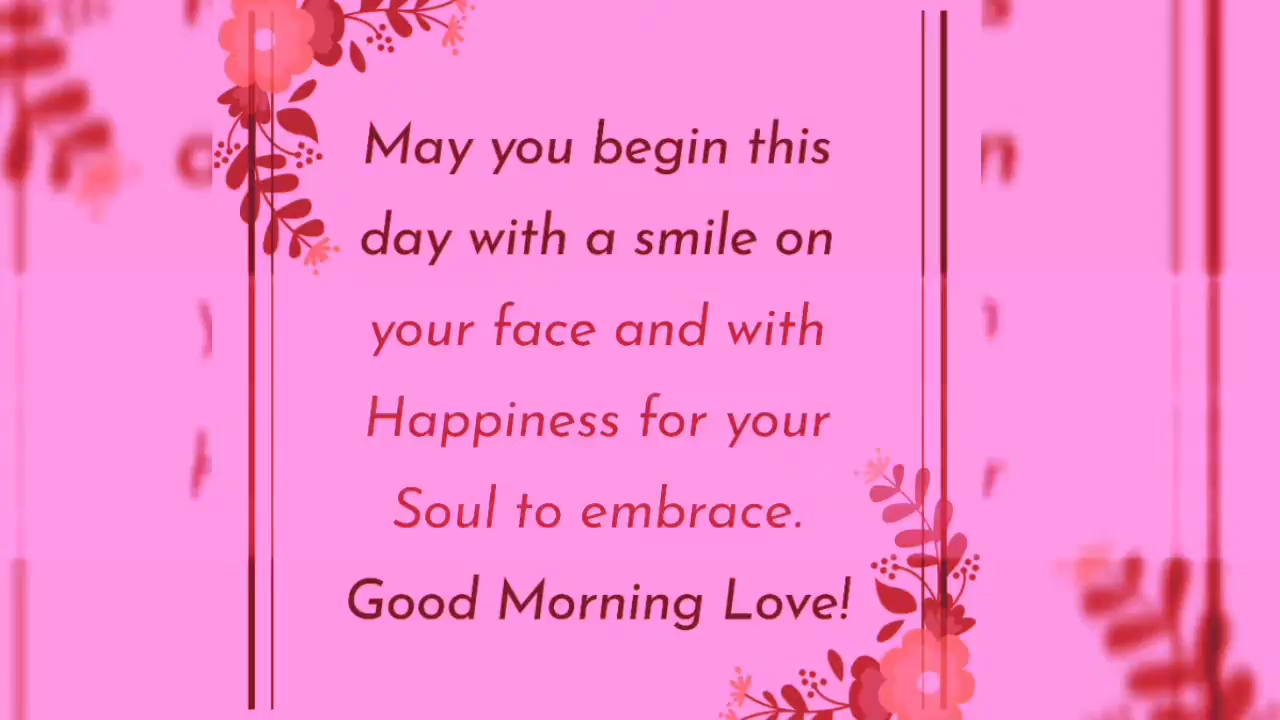 May you begin this
day with a smile on
your face and with
Happiness for your
Soul to embrace.
Good Morning Love!